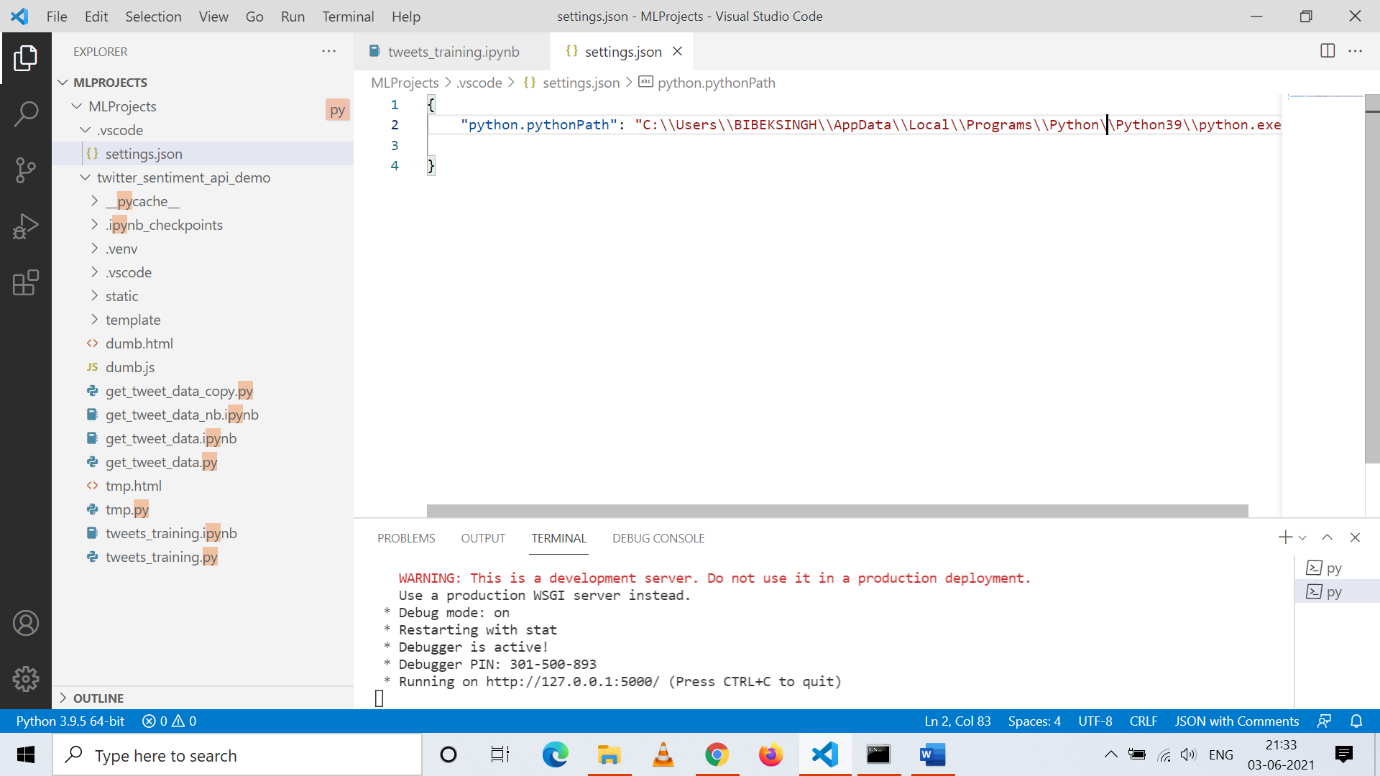 File Edit Selection View Go Run Terminal Help
settings.json - MLProjects - Visual Studio Code
EXPLORER
MLPROJECTS
MLProjects
py
.vscode
settings.json
twitter_sentiment_api_demo
__pycache__
.ipynb_checkpoints
.venv
.vscode
static
template
dumb.html
JS dumb.js
get_tweet_data_copy.py
get_tweet_data_nb.ipynb
get_tweet_data.ipynb
get_tweet_data.py
tmp.html
tmp.py
tweets_training.ipynb
tweets_training.py
OUTLINE
tweets_training.ipynb
{} settings.json
MLProjects > .vscode > {} settings.json > abc python.pythonPath
1 {
2 "python.pythonPath": "C:\\Users\\BIBEKSINGH\\AppData\\Local\\Programs\\Python\\Python39\\python.exe
3
4 }
PROBLEMS OUTPUT TERMINAL DEBUG CONSOLE
WARNING: This is a development server. Do not use it in a production deployment.
Use a production WSGI server instead.
* Debug mode: on
* Restarting with stat
* Debugger is active!
* Debugger PIN: 301-500-893
* Running on http://127.0.0.1:5000/ (Press CTRL+C to quit)
py
py
Python 3.9.5 64-bit 0 0 Ln 2, Col 83 Spaces: 4 UTF-8 CRLF JSON with Comments
Type here to search
ENG
21:33
03-06-2021